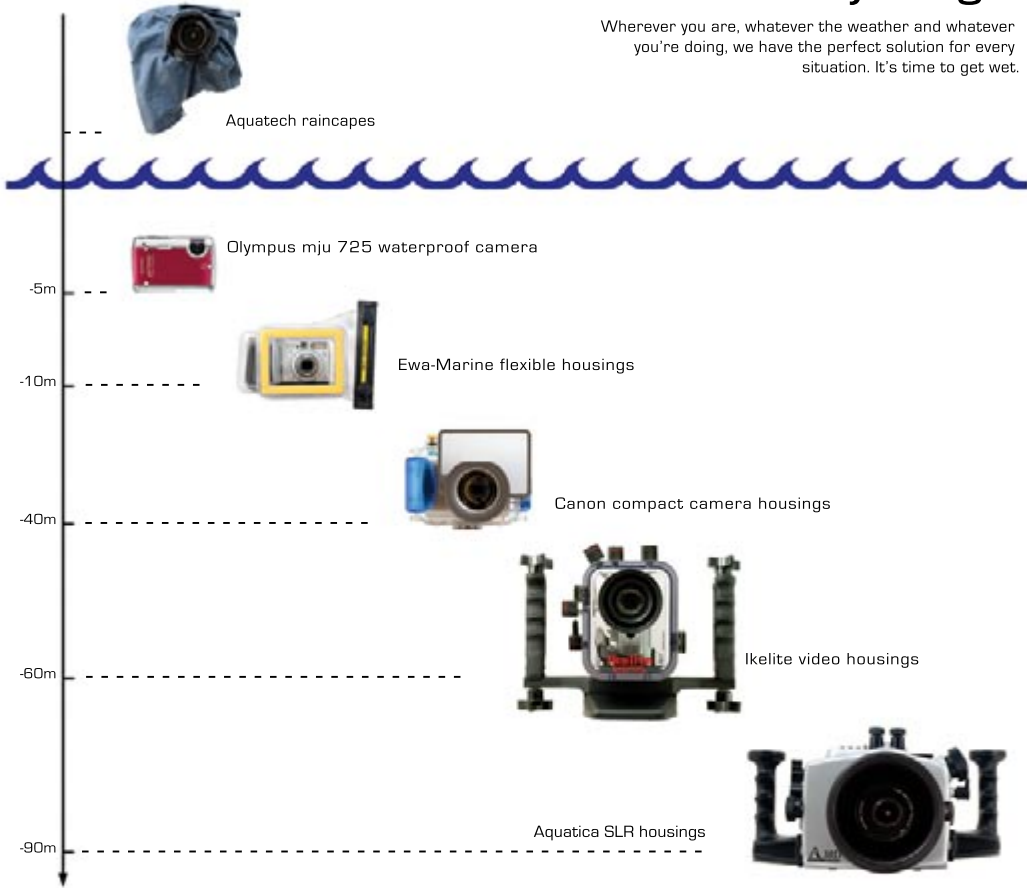 Wherever you are, whatever the weather and whatever
you're doing, we have the perfect solution for every
situation. It's time to get wet.
Aquatech raincapes
Olympus mju 725 waterproof camera
-5m
Ewa-Marine flexible housings
-10m
Canon compact camera housings
-40m
Ikelite video housings
-60m
Aquatica SLR housings
-90m